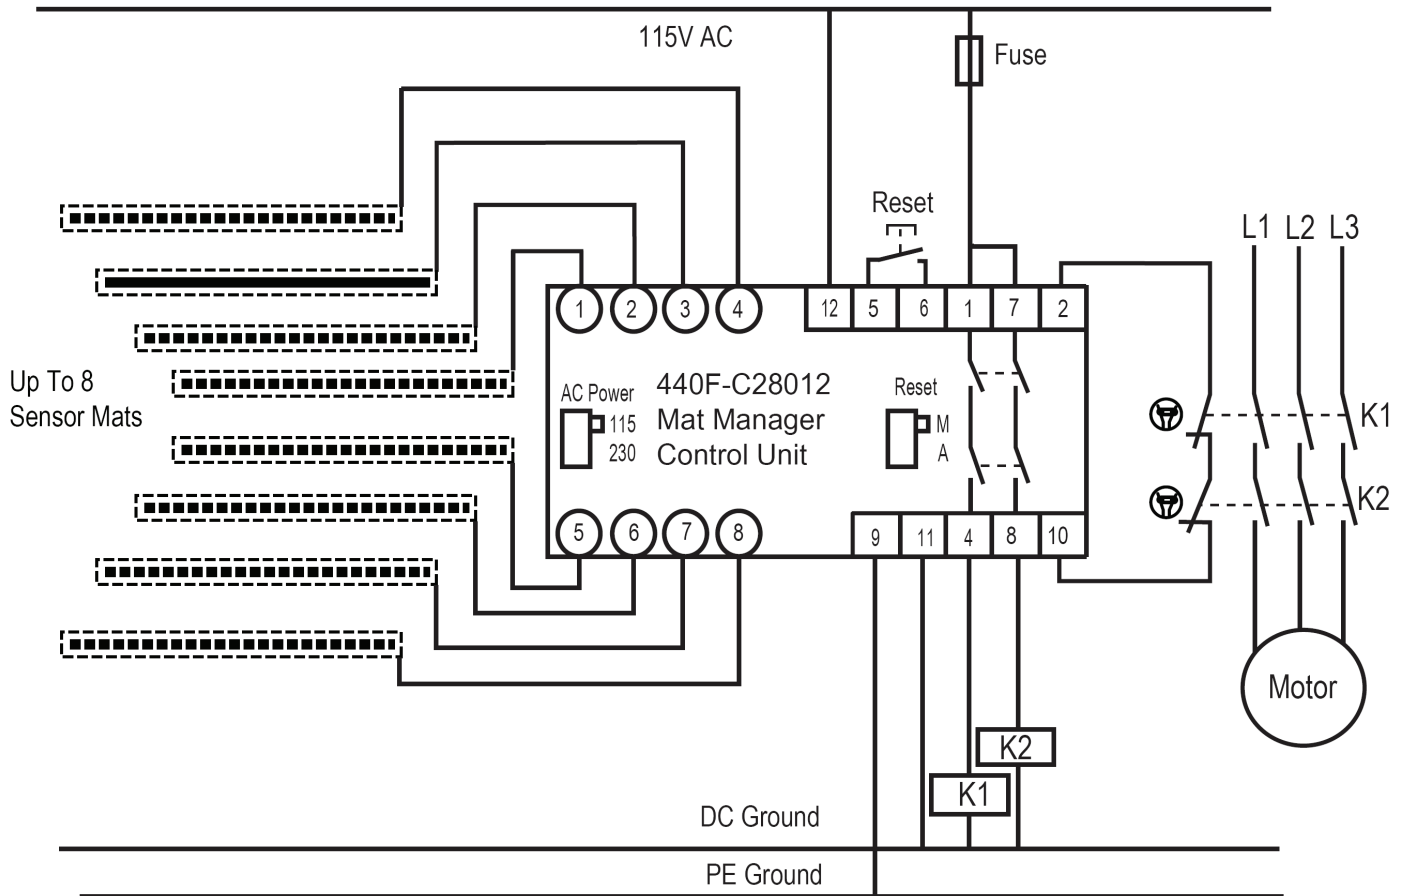 115V AC
Fuse
Reset
L1 L2 L3
1 2 3 4
12 5 6 1 7 2
Up To 8
Sensor Mats
AC Power
115
230
440F-C28012
Mat Manager
Control Unit
Reset
M
A
K1
K2
5 6 7 8
9 11 4 8 10
Motor
K2
K1
DC Ground
PE Ground